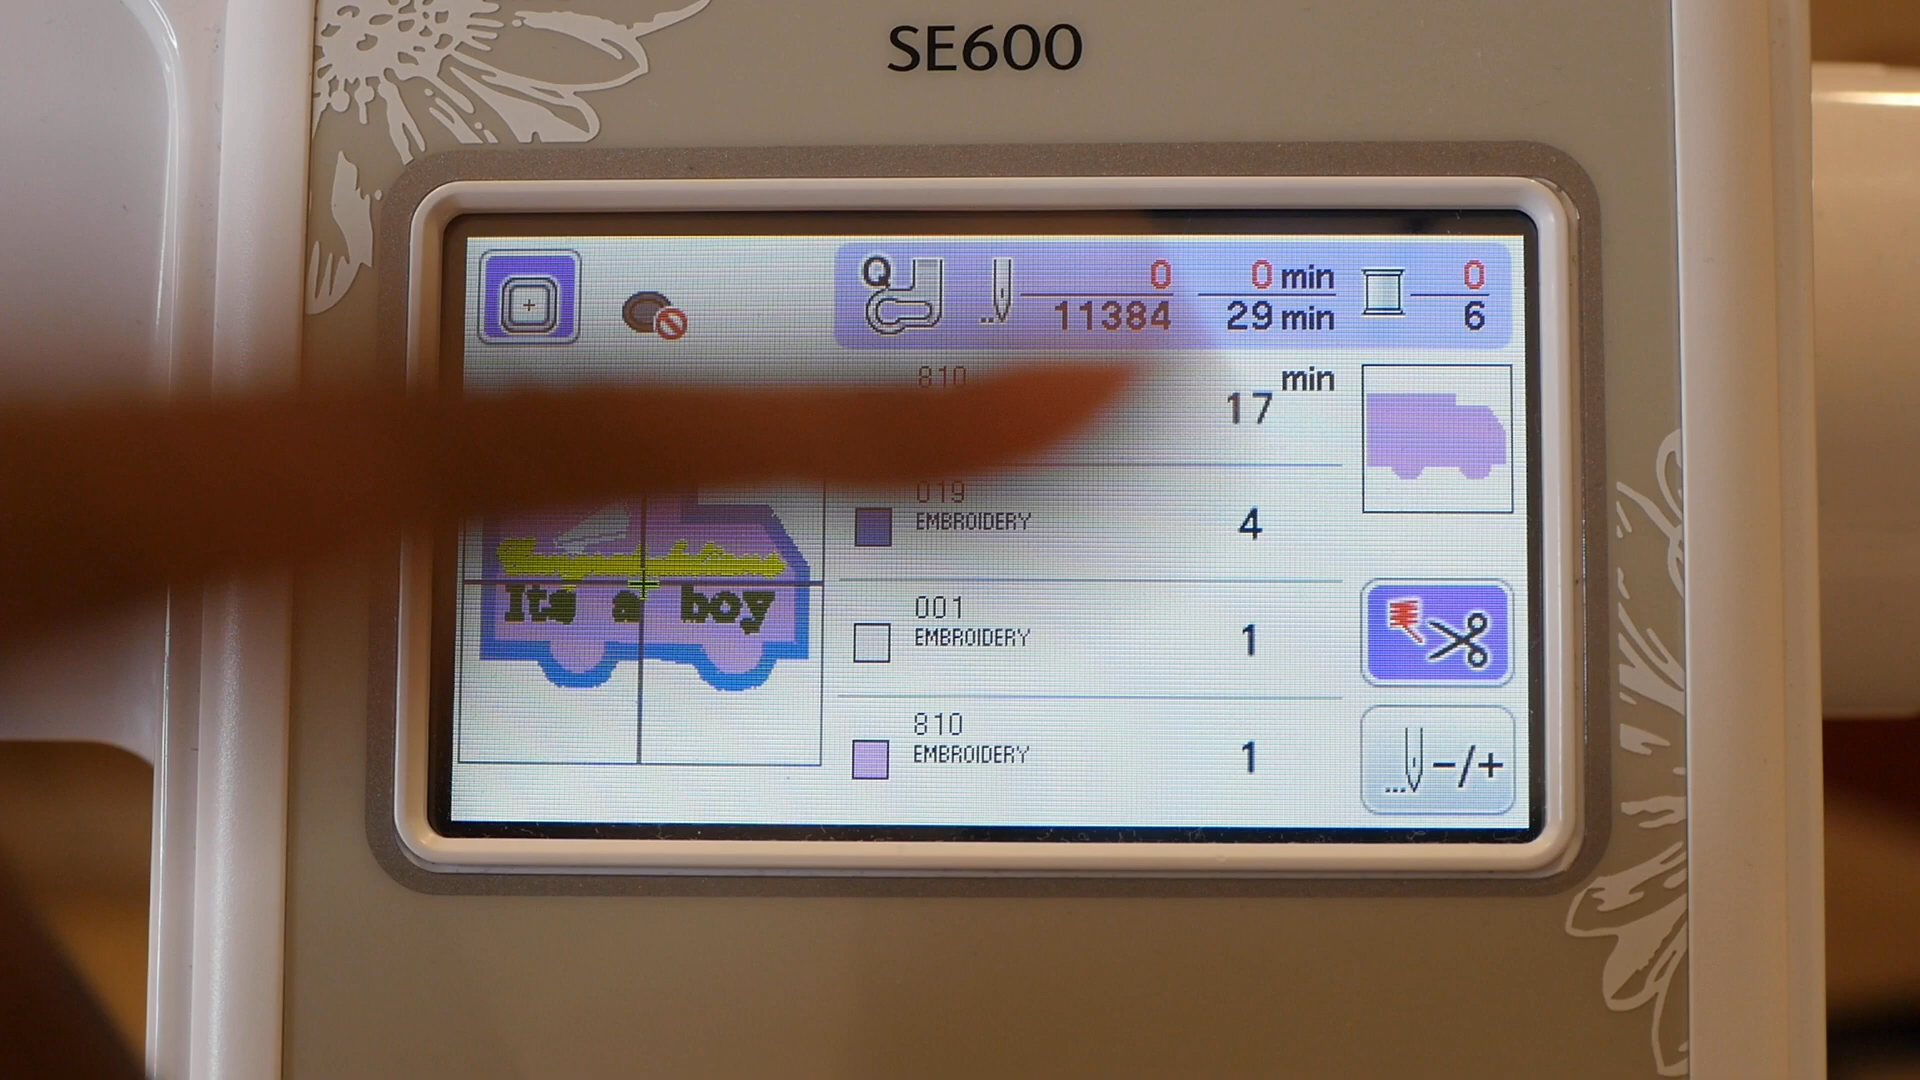 SE600
Q 0 0 min 0
11384 29 min 6
810 min
17
019
EMBROIDERY 4
Its a boy
001
EMBROIDERY 1
810
EMBROIDERY 1
-/+